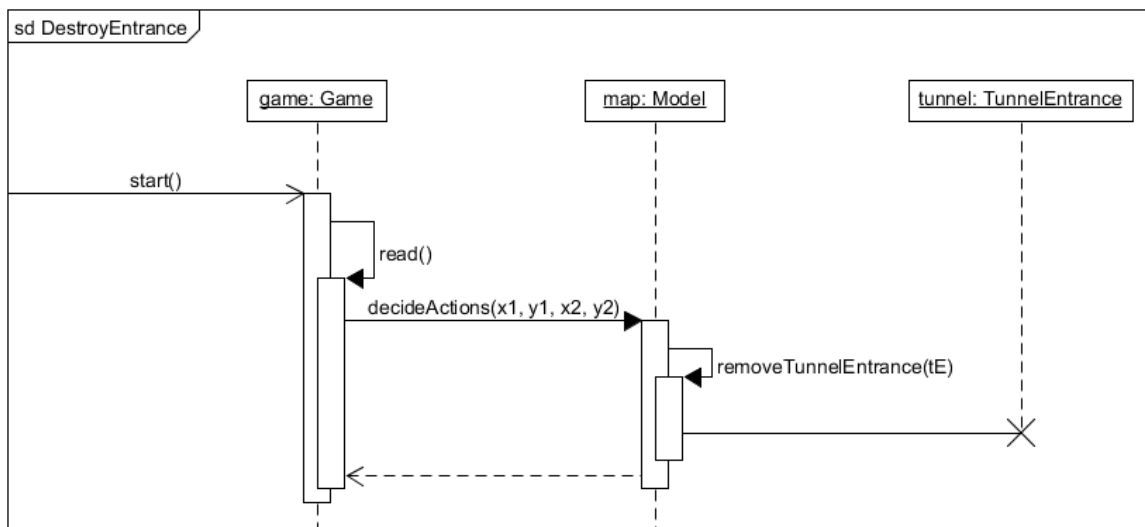 sd DestroyEntrance
game: Game
map: Model
tunnel: TunnelEntrance
start()
read()
decideActions(x1, y1, x2, y2)
removeTunnelEntrance(tE)